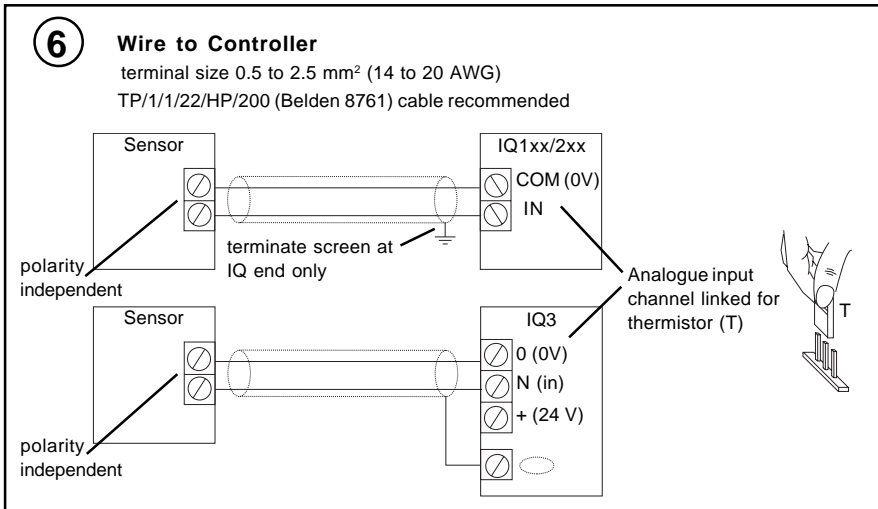 6
Wire to Controller
terminal size 0.5 to 2.5 mm² (14 to 20 AWG)
TP/1/1/22/HP/200 (Belden 8761) cable recommended
Sensor
IQ1xx/2xx
COM (0V)
IN
terminate screen at
IQ end only
polarity
independent
Analogue input
channel linked for
thermistor (T)
T
Sensor
IQ3
0 (0V)
N (in)
+ (24 V)
polarity
independent